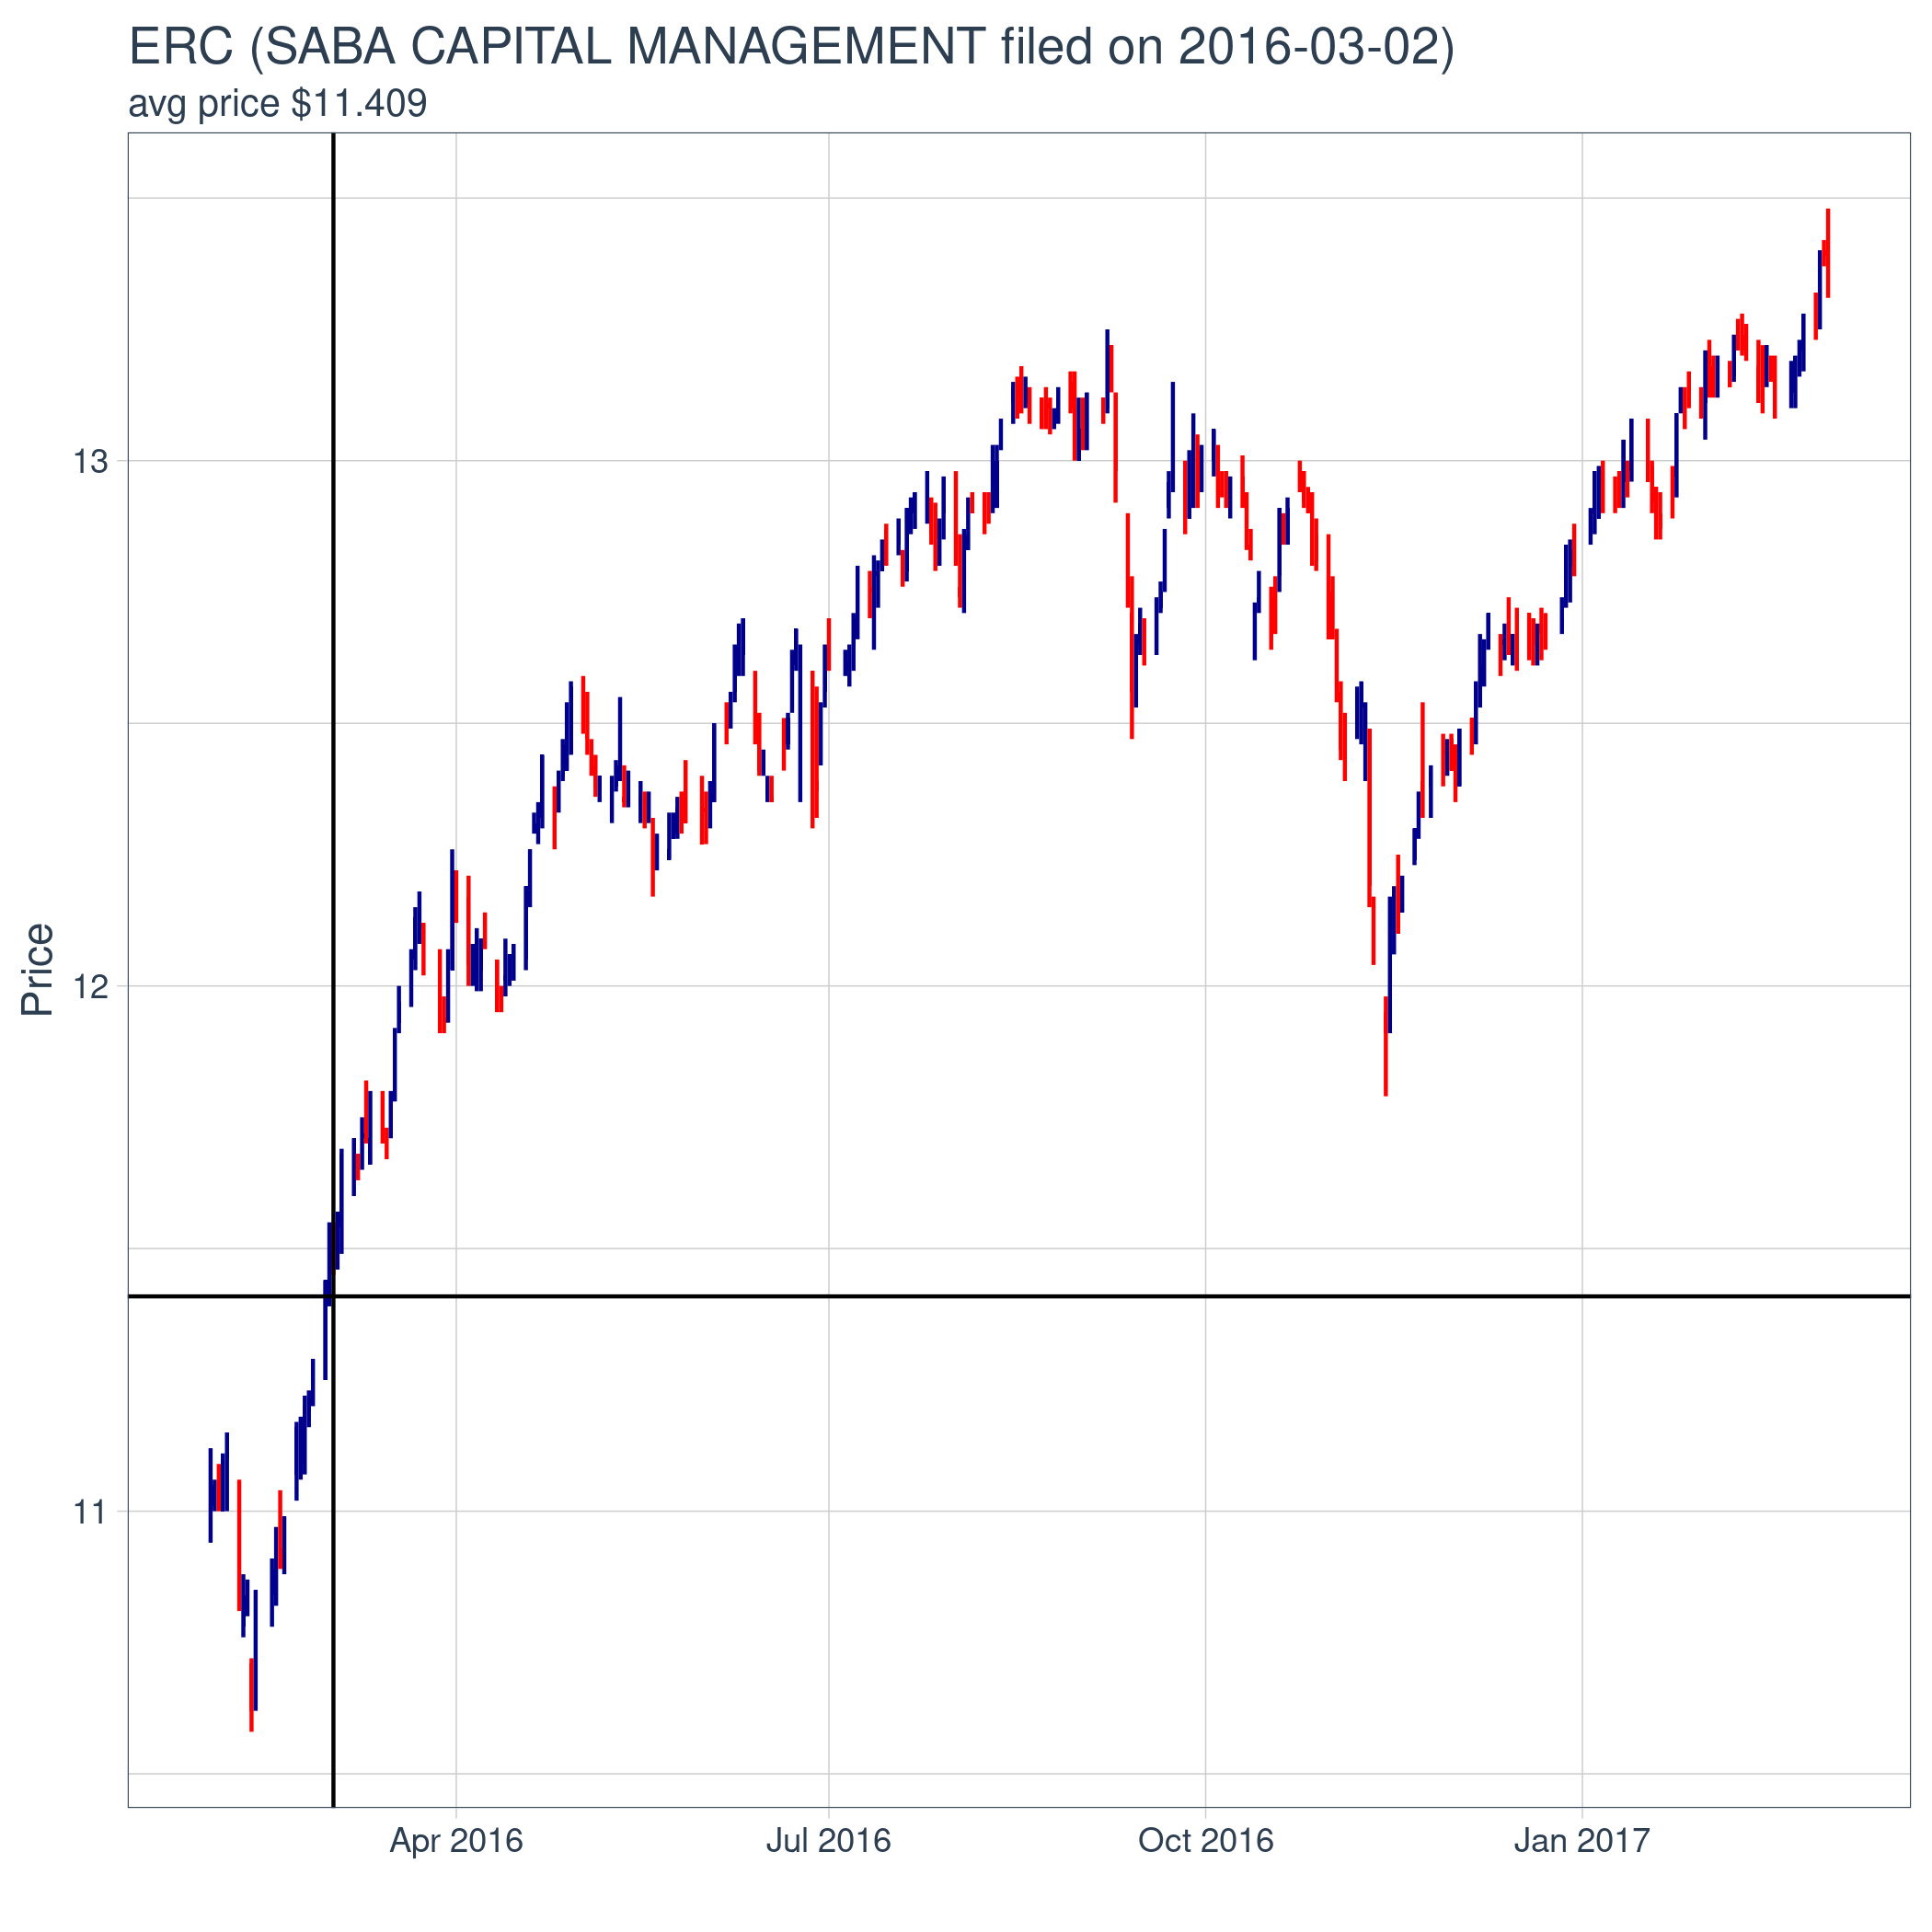 ERC (SABA CAPITAL MANAGEMENT filed on 2016-03-02)
avg price $11.409
Price
13
12
11
Apr 2016
Jul 2016
Oct 2016
Jan 2017